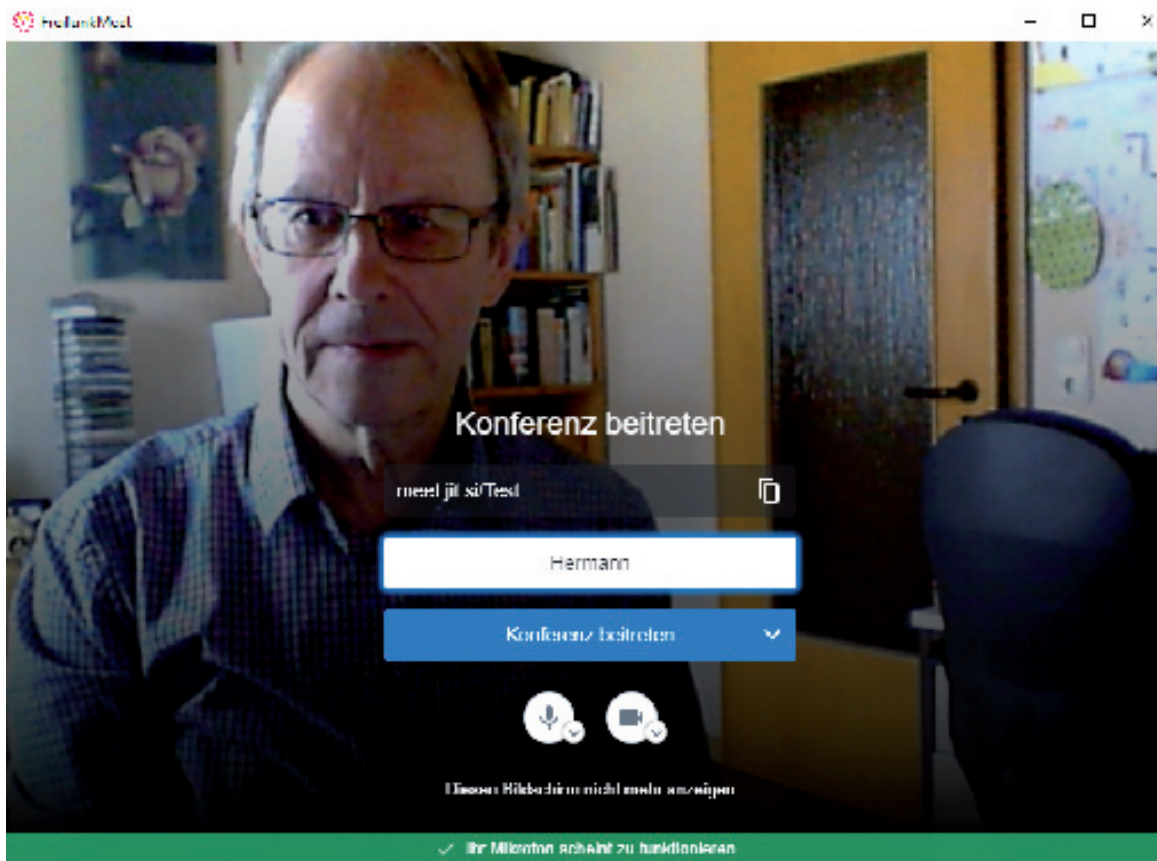 FreifunkMeet
Konferenz beitreten
meet.jit.si/Test
Hermann
Konferenz beitreten
Diesen Bildschirm nicht mehr anzeigen
Ihr Mikrofon scheint zu funktionieren